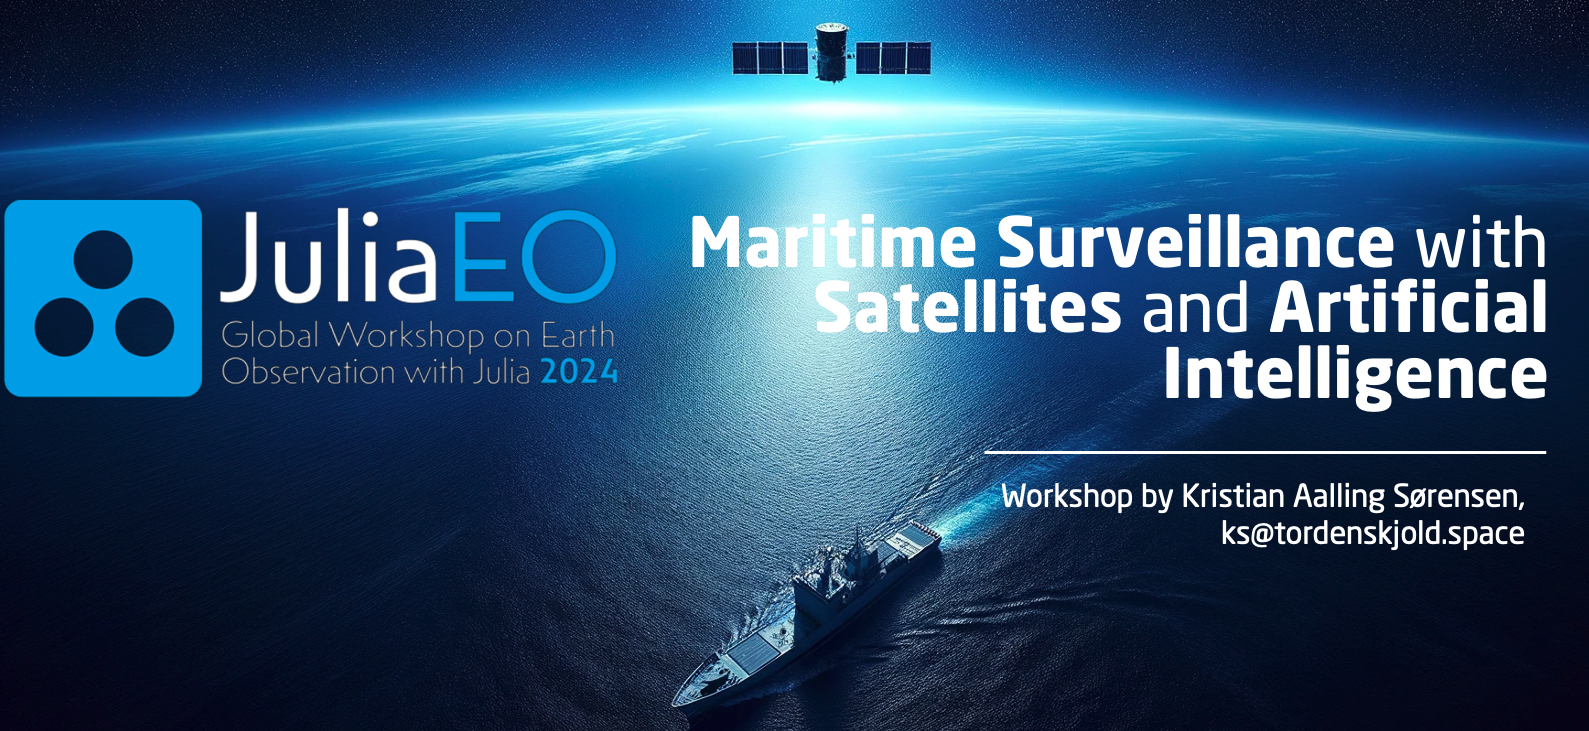 JuliaEO
Global Workshop on Earth
Observation with Julia 2024
Maritime Surveillance with
Satellites and Artificial
Intelligence
Workshop by Kristian Aalling Sørensen,
ks@tordenskjold.space